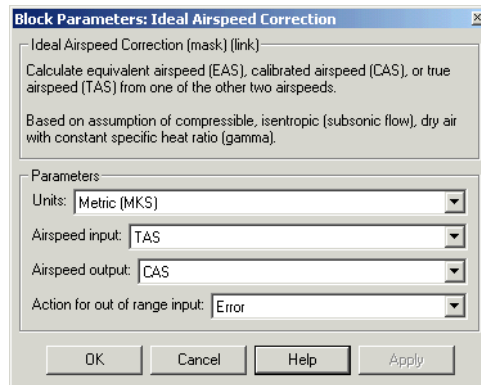 Block Parameters: Ideal Airspeed Correction
Ideal Airspeed Correction (mask) (link)
Calculate equivalent airspeed (EAS), calibrated airspeed (CAS), or true
airspeed (TAS) from one of the other two airspeeds.
Based on assumption of compressible, isentropic (subsonic flow), dry air
with constant specific heat ratio (gamma).
Parameters
Units: Metric (MKS)
Airspeed input: TAS
Airspeed output: CAS
Action for out of range input: Error
OK Cancel Help Apply